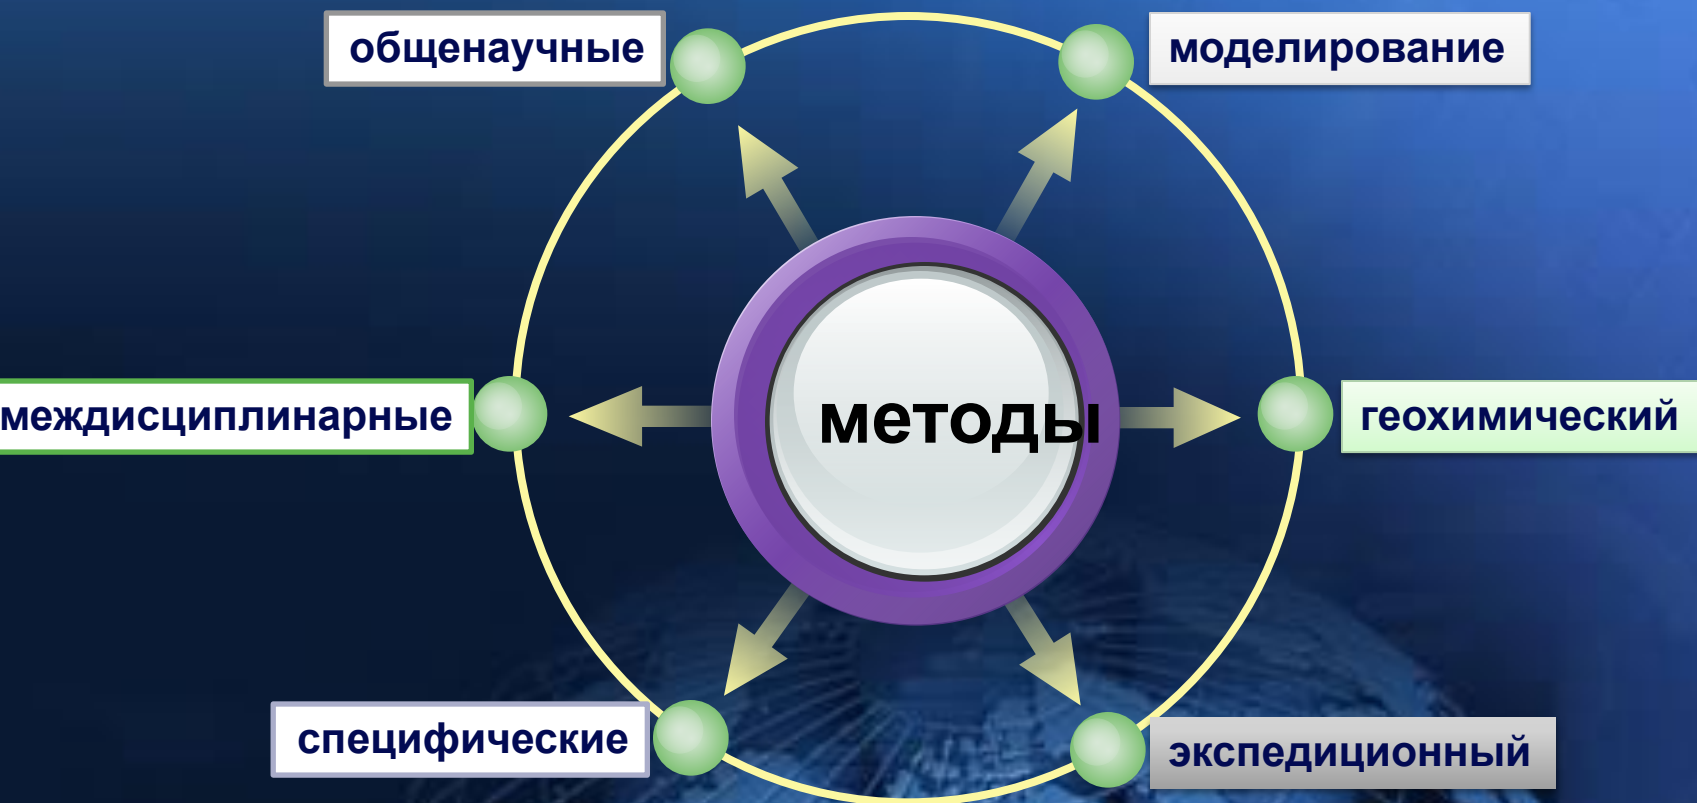 общенаучные
моделирование
междисциплинарные
методы
геохимический
специфические
экспедиционный